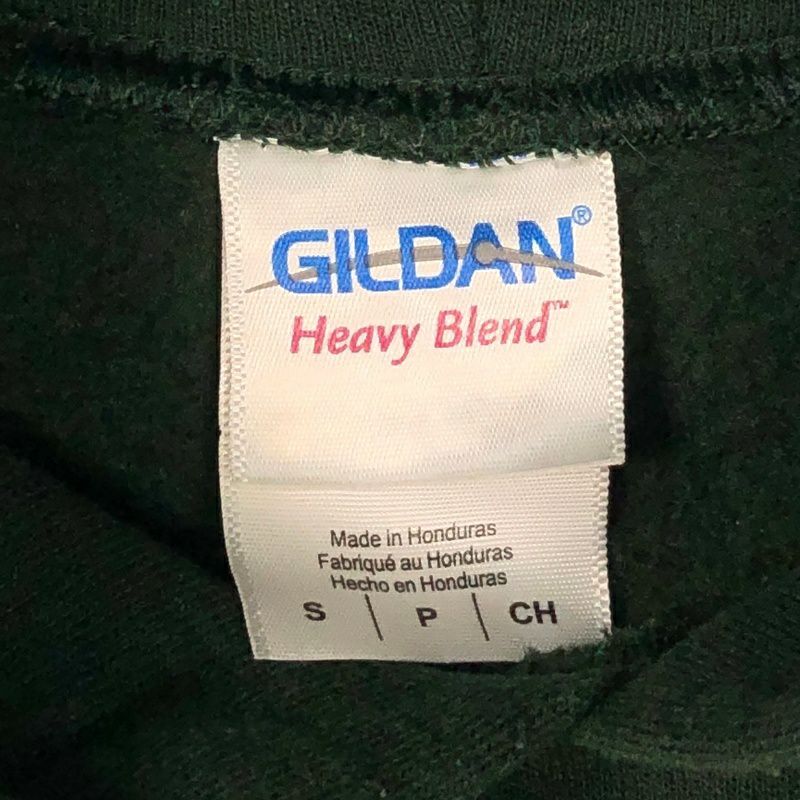 GILDAN®
Heavy Blend™
Made in Honduras
Fabriqué au Honduras
Hecho en Honduras
S | P | CH